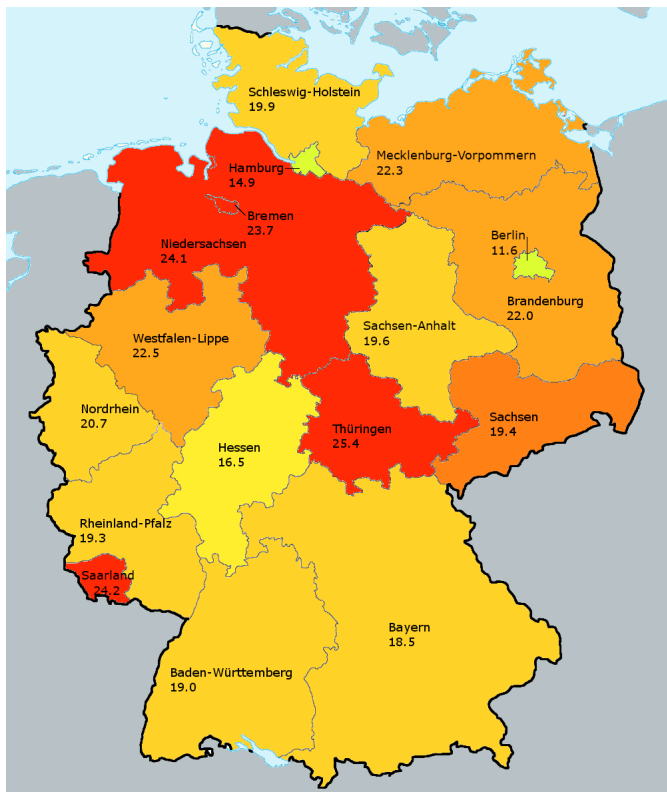 Schleswig-Holstein
19.9
Mecklenburg-Vorpommern
22.3
Hamburg
14.9
Bremen
23.7
Niedersachsen
24.1
Berlin
11.6
Brandenburg
22.0
Sachsen-Anhalt
19.6
Westfalen-Lippe
22.5
Nordrhein
20.7
Sachsen
19.4
Thüringen
25.4
Hessen
16.5
Rheinland-Pfalz
19.3
Saarland
24.2
Bayern
18.5
Baden-Württemberg
19.0